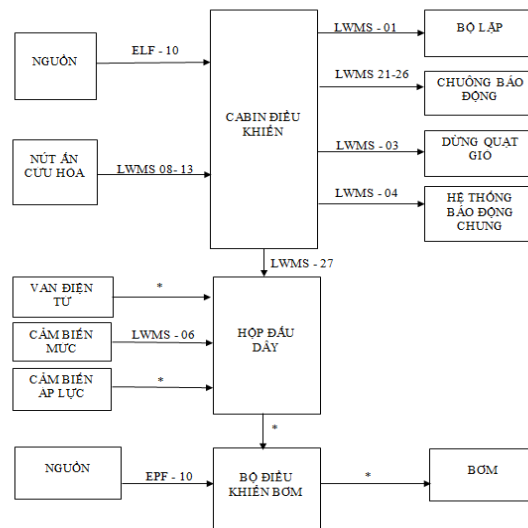 NGUỒN
ELF - 10
NÚT ẤN
CỨU HỎA
LWMS 08- 13
CABIN ĐIỀU
KHIỂN
LWMS - 01
BỘ LẶP
LWMS 21-26
CHUÔNG BÁO
ĐỘNG
LWMS - 03
DỪNG QUẠT
GIÓ
LWMS - 04
HỆ THỐNG
BÁO ĐỘNG
CHUNG
LWMS - 27
VAN ĐIỆN
TỪ
*
CẢM BIẾN
MỨC
LWMS - 06
CẢM BIẾN
ÁP LỰC
*
HỘP ĐẤU
DÂY
*
NGUỒN
EPF - 10
BỘ ĐIỀU
KHIỂN BƠM
*
BƠM